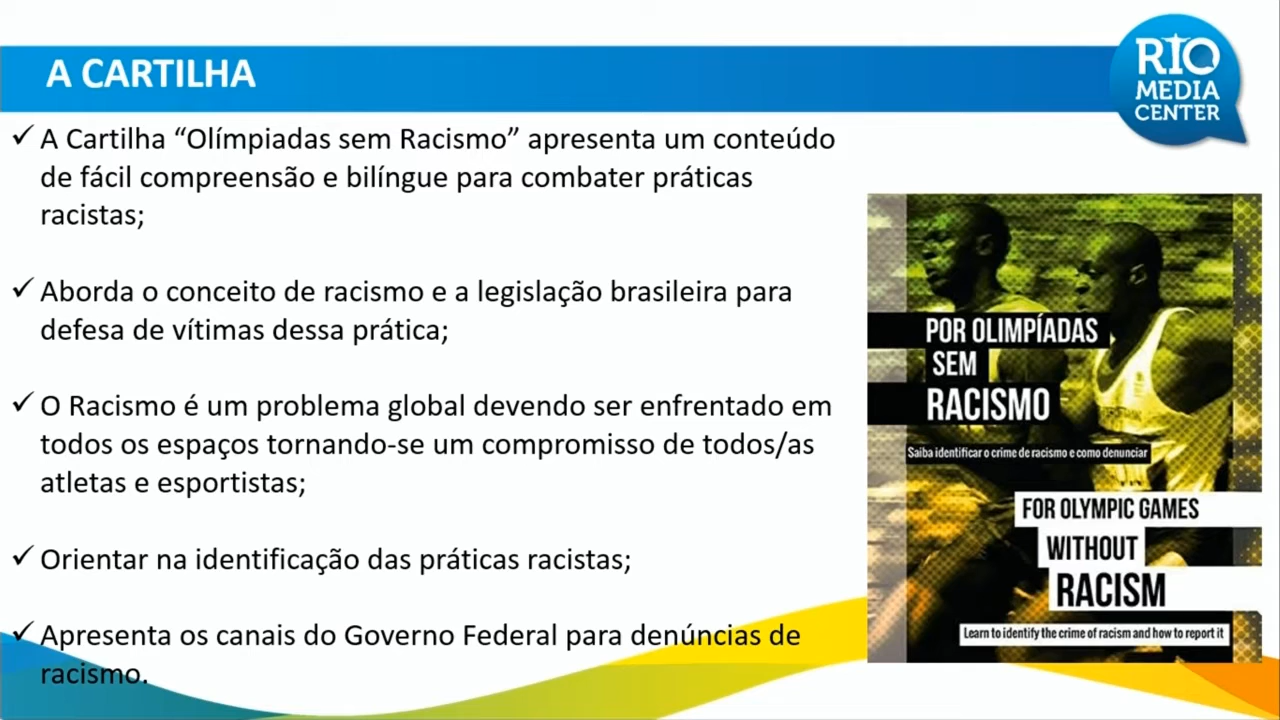 A CARTILHA
RIO
MEDIA
CENTER
✓ A Cartilha “Olímpiadas sem Racismo” apresenta um conteúdo
de fácil compreensão e bilíngue para combater práticas
racistas;
✓ Aborda o conceito de racismo e a legislação brasileira para
defesa de vítimas dessa prática;
✓ O Racismo é um problema global devendo ser enfrentado em
todos os espaços tornando-se um compromisso de todos/as
atletas e esportistas;
✓ Orientar na identificação das práticas racistas;
✓ Apresenta os canais do Governo Federal para denúncias de
racismo.
POR OLIMPÍADAS
SEM
RACISMO
Saiba identificar o crime de racismo e como denunciar
FOR OLYMPIC GAMES
WITHOUT
RACISM
Learn to identify the crime of racism and how to report it